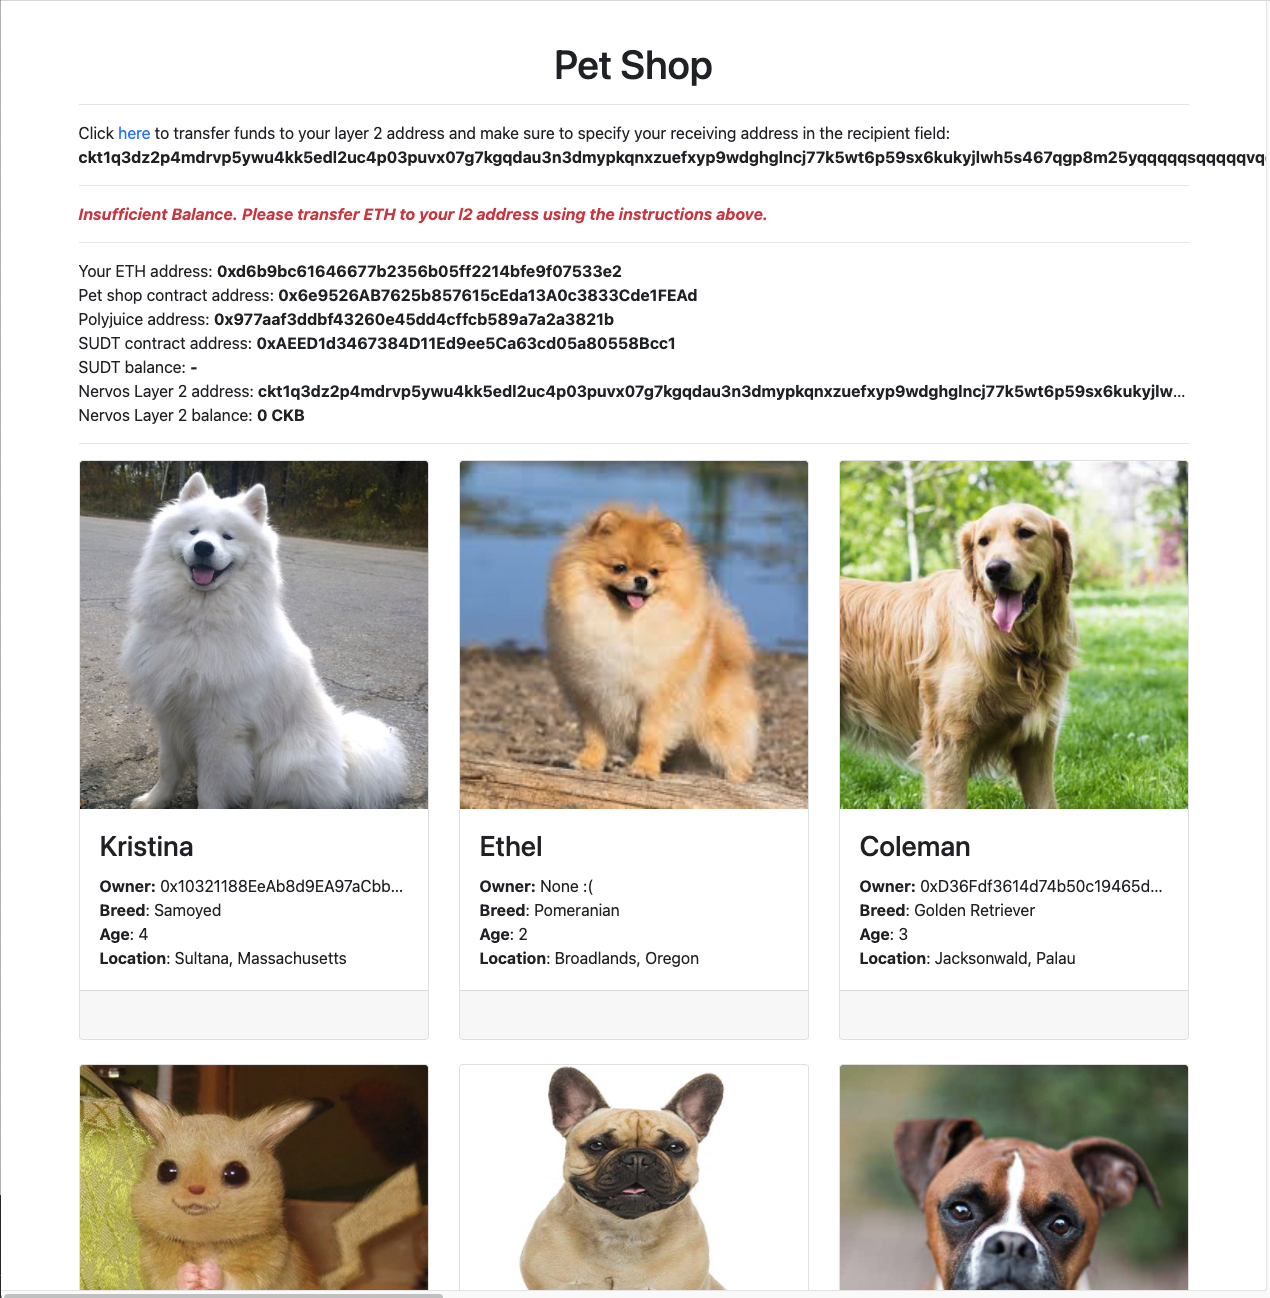 Pet Shop
Click here to transfer funds to your layer 2 address and make sure to specify your receiving address in the recipient field:
ckt1q3dz2p4mdrvp5ywu4kk5edl2uc4p03puvx07g7kgqdau3n3dmypkqnxzuefxyp9wdghglncj77k5wt6p59sx6kukyjlwh5s467qgp8m25yqqqqqsqqqqqvq
Insufficient Balance. Please transfer ETH to your l2 address using the instructions above.
Your ETH address: 0xd6b9bc61646677b2356b05ff2214bfe9f07533e2
Pet shop contract address: 0x6e9526AB7625b857615cEda13A0c3833Cde1FEAd
Polyjuice address: 0x977aaf3ddbf43260e45dd4cffcb589a7a2a3821b
SUDT contract address: 0xAEED1d3467384D11Ed9ee5Ca63cd05a80558Bcc1
SUDT balance: -
Nervos Layer 2 address: ckt1q3dz2p4mdrvp5ywu4kk5edl2uc4p03puvx07g7kgqdau3n3dmypkqnxzuefxyp9wdghglncj77k5wt6p59sx6kukyjlw...
Nervos Layer 2 balance: 0 CKB
Kristina
Owner: 0x10321188EeAb8d9EA97aCbb...
Breed: Samoyed
Age: 4
Location: Sultana, Massachusetts
Ethel
Owner: None :(
Breed: Pomeranian
Age: 2
Location: Broadlands, Oregon
Coleman
Owner: 0xD36Fdf3614d74b50c19465d...
Breed: Golden Retriever
Age: 3
Location: Jacksonwald, Palau